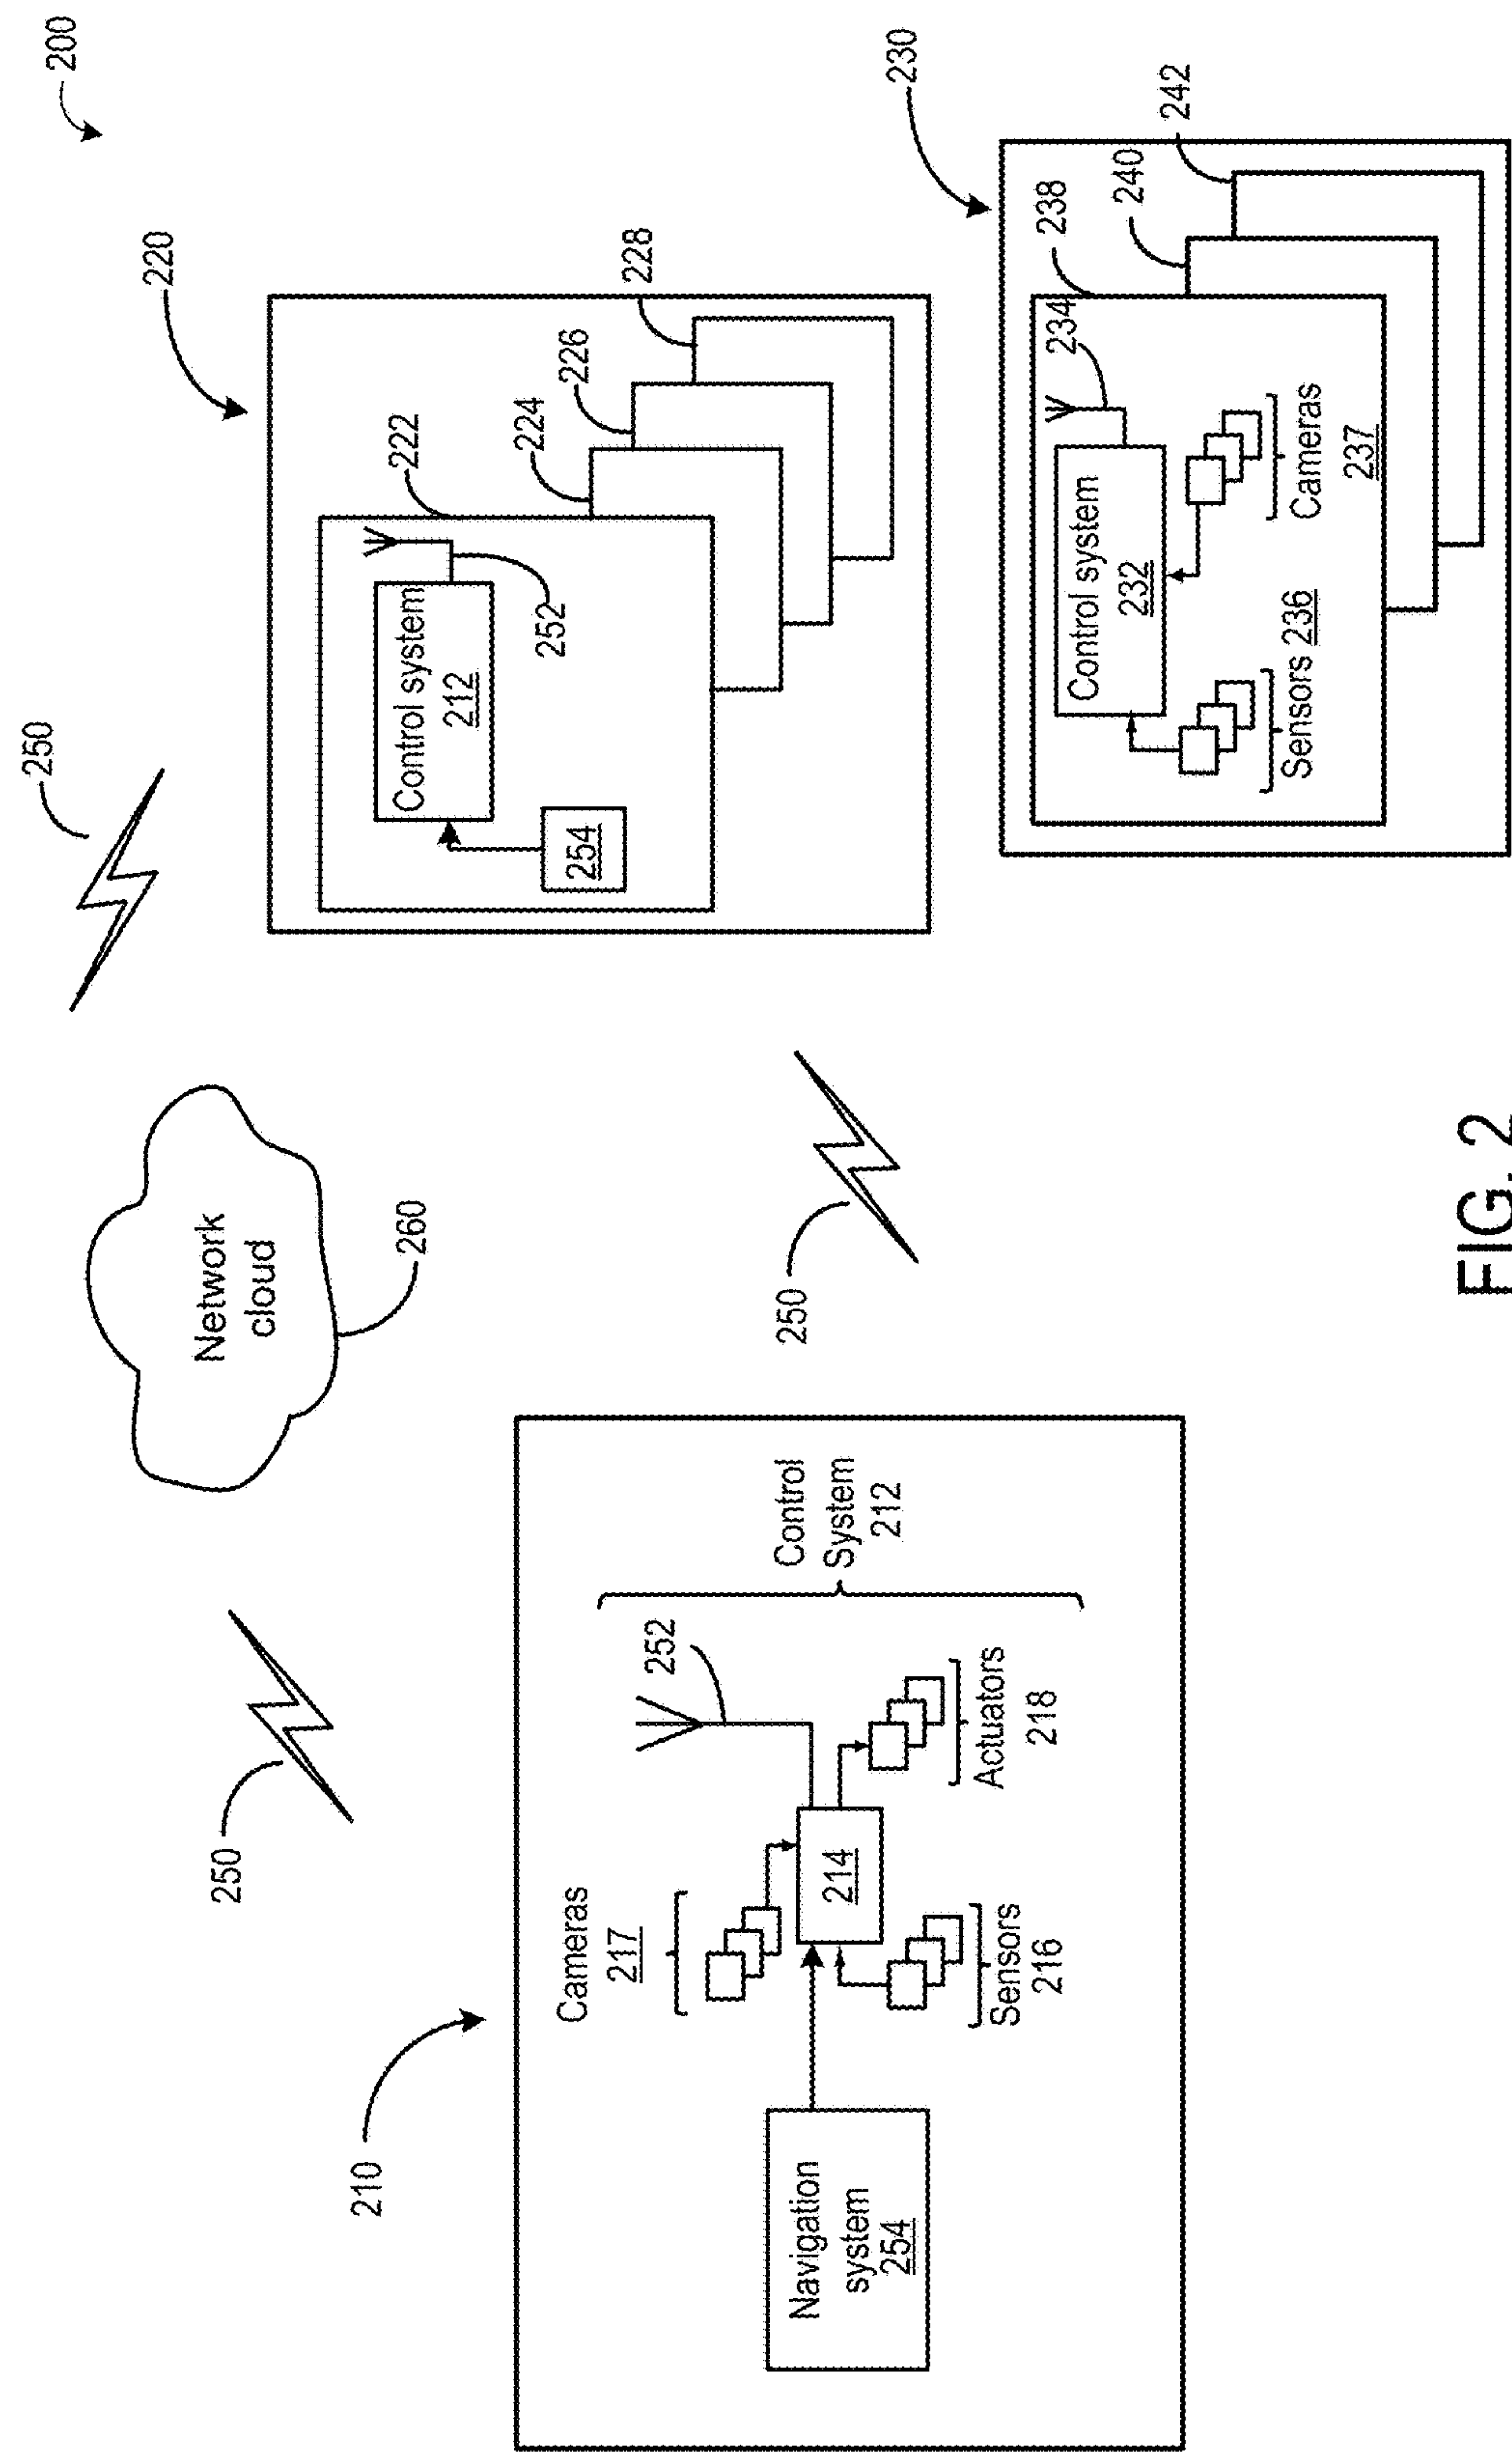 200
250
220
Network
cloud
260
250
222
Control system
212
252
254
224
226
228
230
210
250
Cameras
217
252
Control
System
212
Navigation
system
254
214
Sensors
216
Actuators
218
238
234
240
242
Control system
232
Sensors 236
Cameras
237
FIG. 2